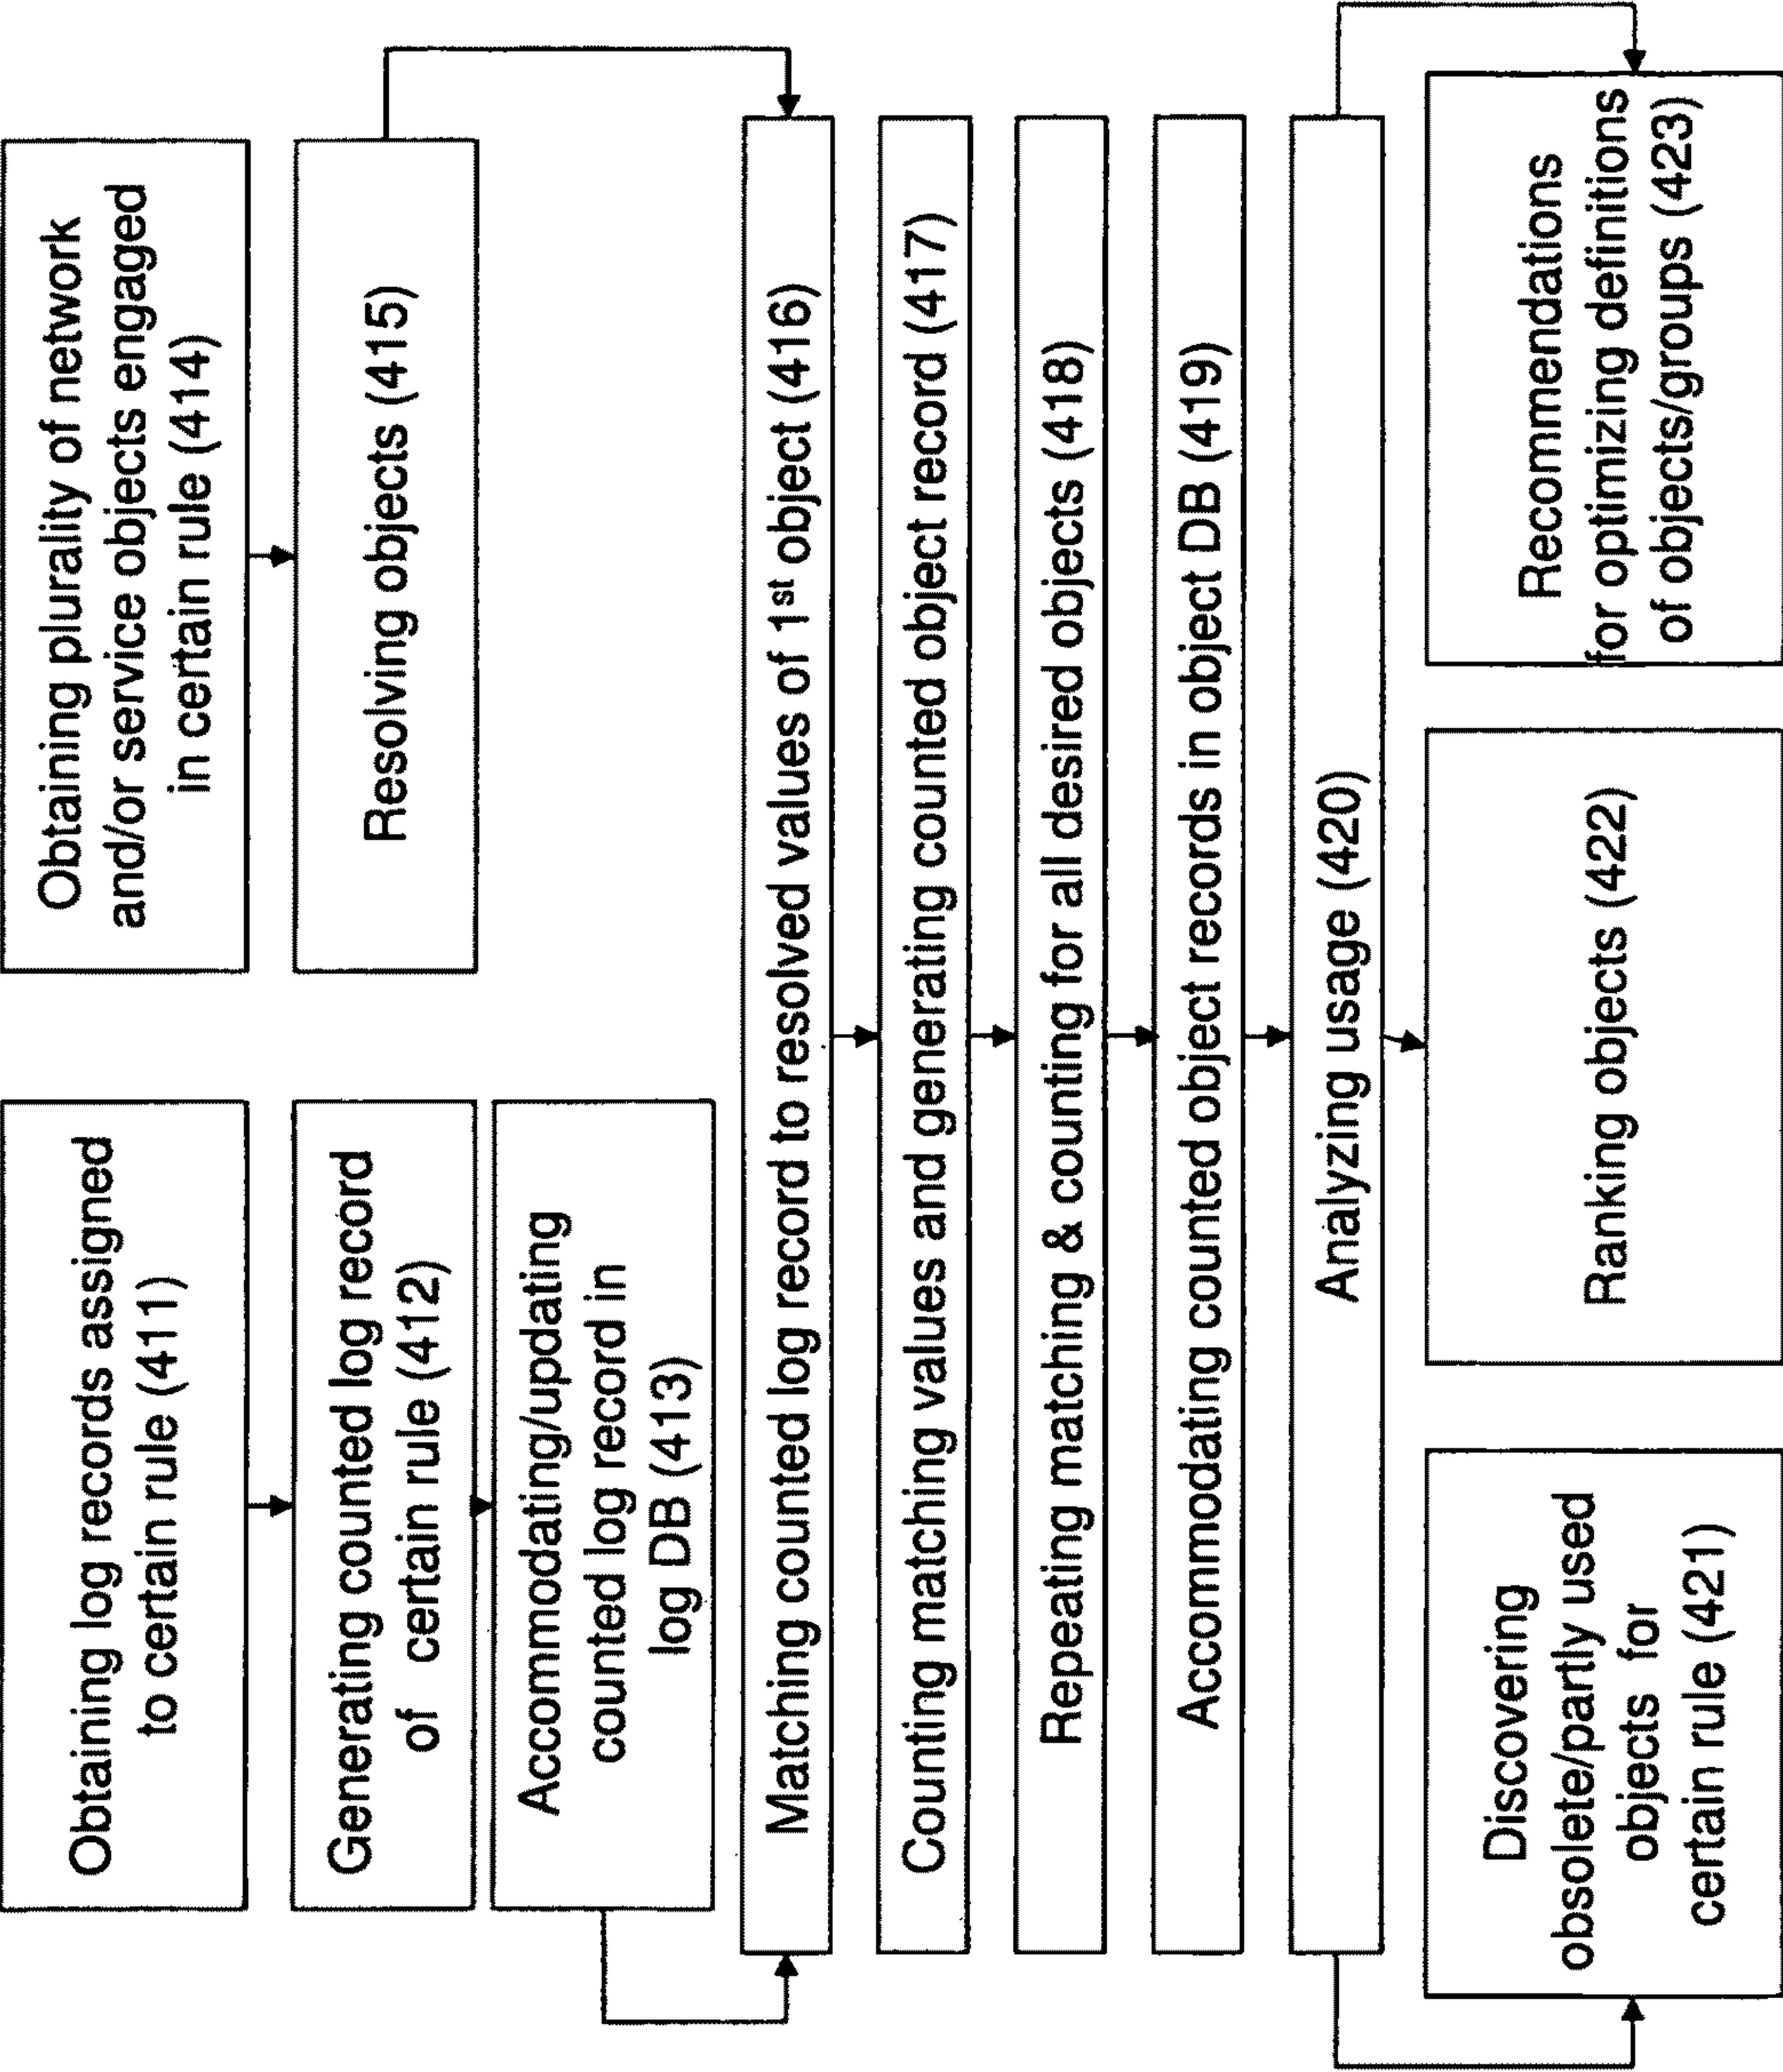 Obtaining log records assigned
to certain rule (411)
Generating counted log record
of certain rule (412)
Accommodating/updating
counted log record in
log DB (413)
Obtaining plurality of network
and/or service objects engaged
in certain rule (414)
Resolving objects (415)
Matching counted log record to resolved values of 1st object (416)
Counting matching values and generating counted object record (417)
Repeating matching & counting for all desired objects (418)
Accommodating counted object records in object DB (419)
Analyzing usage (420)
Discovering
obsolete/partly used
objects for
certain rule (421)
Ranking objects (422)
Recommendations
for optimizing definitions
of objects/groups (423)